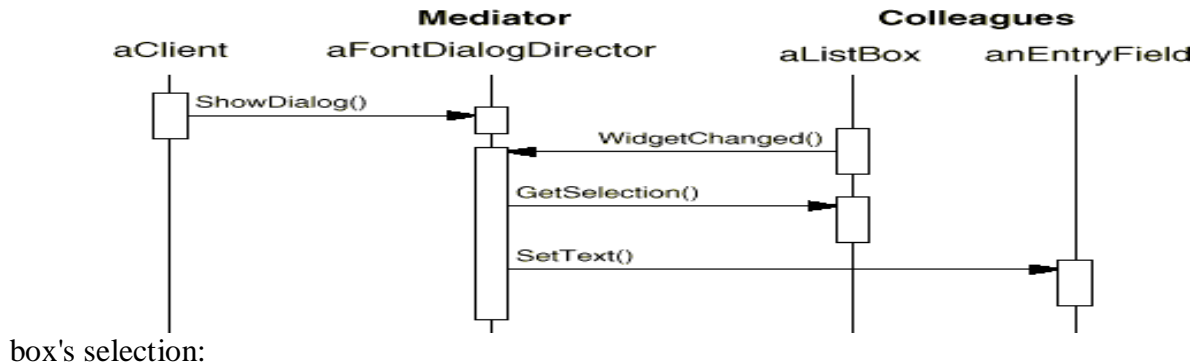 Mediator Colleagues
aClient aFontDialogDirector aListBox anEntryField
ShowDialog()
WidgetChanged()
GetSelection()
SetText()
box's selection: